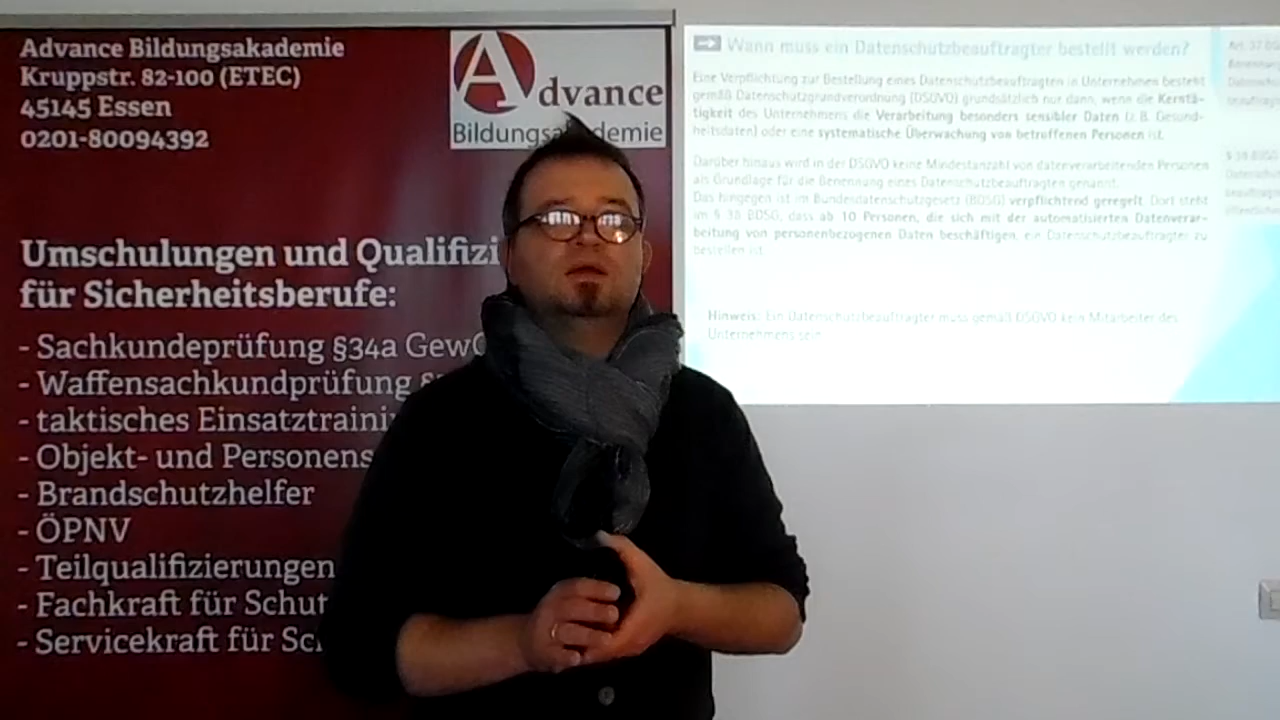 Advance Bildungsakademie
Kruppstr. 82-100 (ETEC)
45145 Essen
0201-80094392
Advance
Bildungsakademie
Umschulungen und Qualifizi
für Sicherheitsberufe:
- Sachkundeprüfung §34a Gew
- Waffensachkundprüfung
- taktisches Einsatztraini
- Objekt- und Personens
- Brandschutzhelfer
- ÖPNV
- Teilqualifizierungen
- Fachkraft für Schut
- Servicekraft für Sc
Wann muss ein Datenschutzbeauftragter bestellt werden?
Eine Verpflichtung zur Bestellung eines Datenschutzbeauftragten in Unternehmen besteht
gemäß Datenschutzgrundverordnung (DSGVO) grundsätzlich nur dann, wenn die Kerntä-
tigkeit des Unternehmens die Verarbeitung besonders sensibler Daten (z. B. Gesund-
heitsdaten) oder eine systematische Überwachung von betroffenen Personen ist.
Darüber hinaus wird in der DSGVO keine Mindestanzahl von datenverarbeitenden Personen
als Grundlage für die Benennung eines Datenschutzbeauftragten genannt.
Das hingegen ist im Bundesdatenschutzgesetz (BDSG) verpflichtend geregelt. Dort steht
im § 38 BDSG, dass ab 10 Personen, die sich mit der automatisierten Datenverar-
beitung von personenbezogenen Daten beschäftigen, ein Datenschutzbeauftragter zu
bestellen ist.
Hinweis: Ein Datenschutzbeauftragter muss gemäß DSGVO kein Mitarbeiter des
Unternehmens sein.
Art. 37
Benennung
§ 38 BDSG